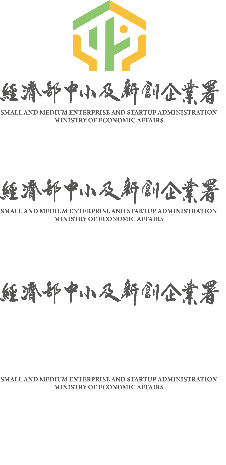 經濟部中小及新創企業署
SMALL AND MEDIUM ENTERPRISE AND STARTUP ADMINISTRATION
MINISTRY OF ECONOMIC AFFAIRS
經濟部中小及新創企業署
SMALL AND MEDIUM ENTERPRISE AND STARTUP ADMINISTRATION
MINISTRY OF ECONOMIC AFFAIRS
經濟部中小及新創企業署
SMALL AND MEDIUM ENTERPRISE AND STARTUP ADMINISTRATION
MINISTRY OF ECONOMIC AFFAIRS